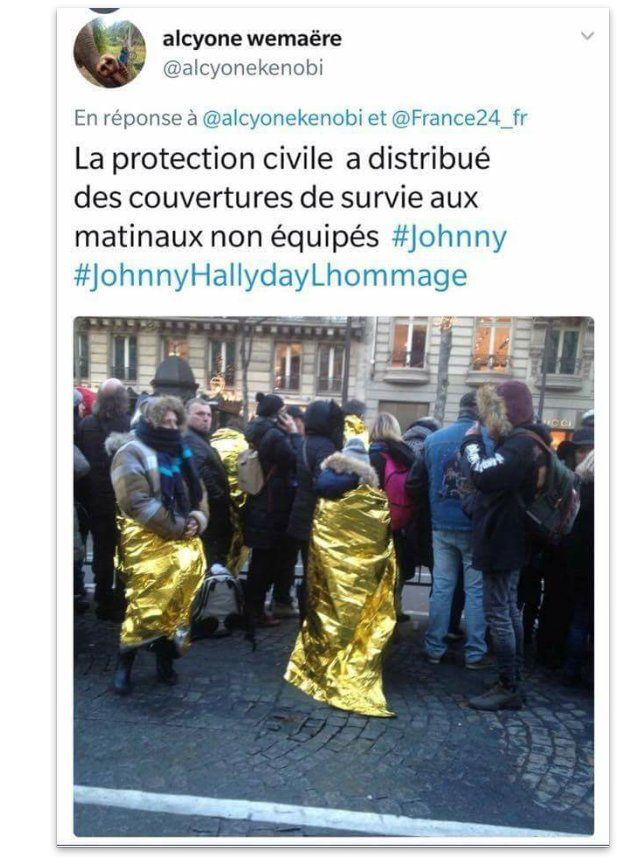 alcyone wemaëre
@alcyonekenobi
En réponse à @alcyonekenobi et @France24_fr
La protection civile a distribué
des couvertures de survie aux
matinaux non équipés #Johnny
#JohnnyHallydayLhommage